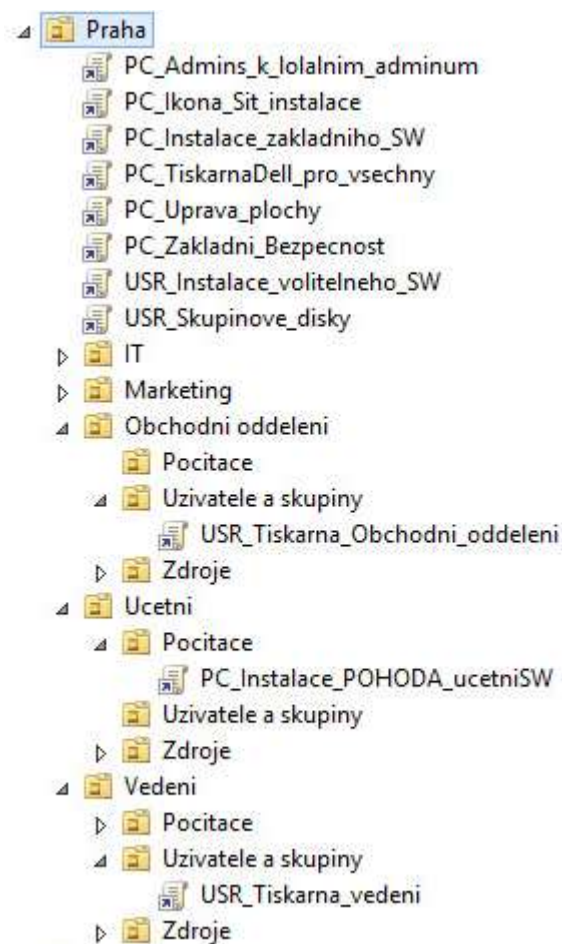 Praha
PC_Admins_k_lolalnim_adminum
PC_Ikona_Sit_instalace
PC_Instalace_zakladniho_SW
PC_TiskarnaDell_pro_vsechny
PC_Uprava_plochy
PC_Zakladni_Bezpecnost
USR_Instalace_volitelneho_SW
USR_Skupinove_disky
IT
Marketing
Obchodni oddeleni
Pocitace
Uzivatele a skupiny
USR_Tiskarna_Obchodni_oddeleni
Zdroje
Ucetni
Pocitace
PC_Instalace_POHODA_ucetniSW
Uzivatele a skupiny
Zdroje
Vedeni
Pocitace
Uzivatele a skupiny
USR_Tiskarna_vedeni
Zdroje